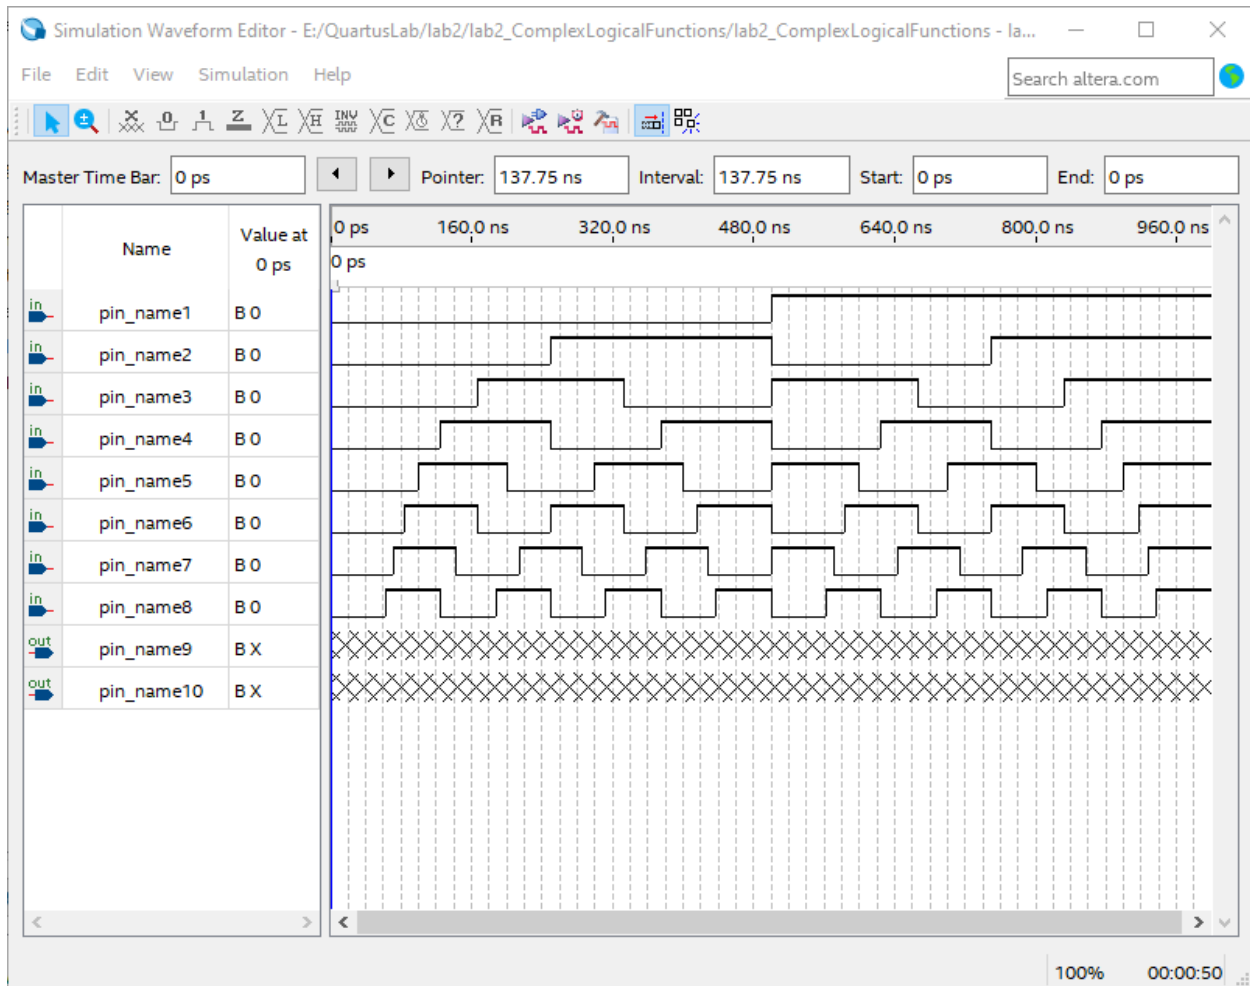 Simulation Waveform Editor - E:/QuartusLab/lab2/lab2_ComplexLogicalFunctions/lab2_ComplexLogicalFunctions - la...
File Edit View Simulation Help
Search altera.com
Master Time Bar: 0 ps Pointer: 137.75 ns Interval: 137.75 ns Start: 0 ps End: 0 ps
Name Value at 0 ps
0 ps 160.0 ns 320.0 ns 480.0 ns 640.0 ns 800.0 ns 960.0 ns
0 ps
in pin_name1 B 0
in pin_name2 B 0
in pin_name3 B 0
in pin_name4 B 0
in pin_name5 B 0
in pin_name6 B 0
in pin_name7 B 0
in pin_name8 B 0
out pin_name9 B X
out pin_name10 B X
100% 00:00:50